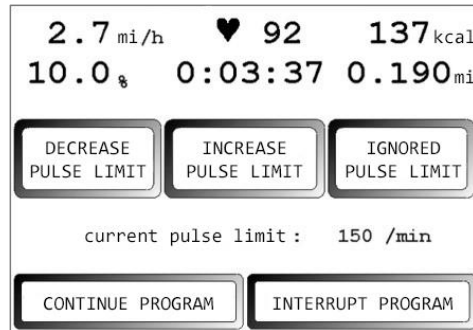 2.7 mi/h ♥ 92 137 kcal
10.0 % 0:03:37 0.190 mi
DECREASE INCREASE IGNORED
PULSE LIMIT PULSE LIMIT PULSE LIMIT
current pulse limit: 150 /min
CONTINUE PROGRAM INTERRUPT PROGRAM